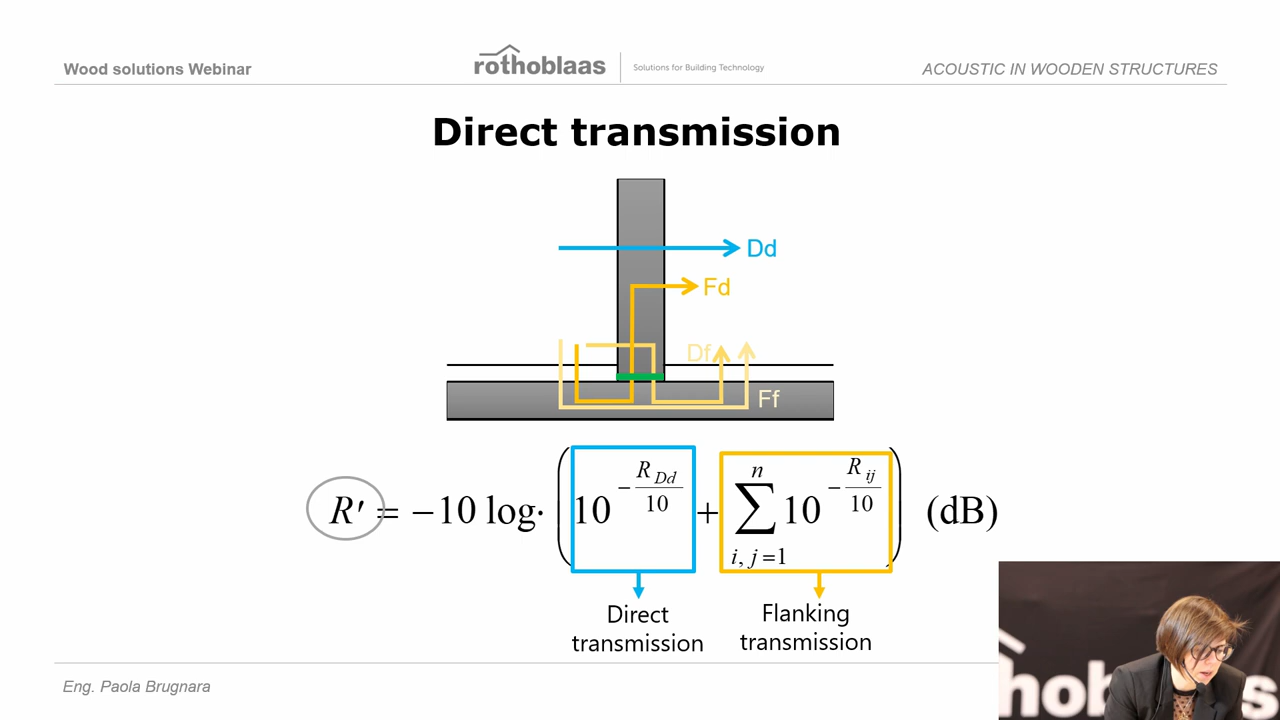 Wood solutions Webinar
rothoblaas
Solutions for Building Technology
ACOUSTIC IN WOODEN STRUCTURES
Direct transmission
Dd
Fd
Df
Ff
R' = −10 log· ( 10^(−R_Dd/10) + ∑_{i, j=1}^{n} 10^(−R_ij/10) ) (dB)
Direct
transmission
Flanking
transmission
Eng. Paola Brugnara